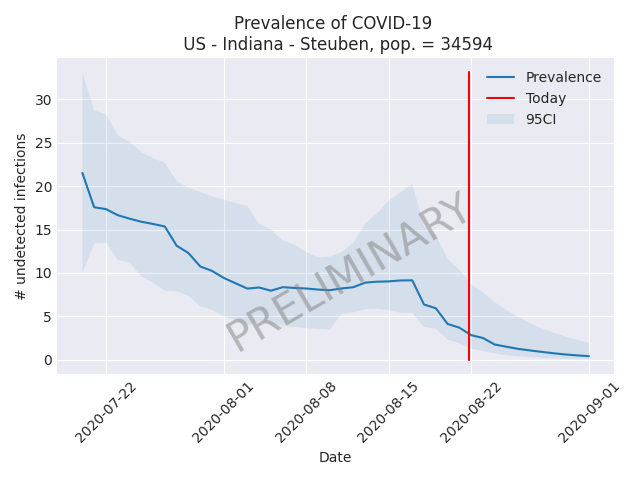 Prevalence of COVID-19
US - Indiana - Steuben, pop. = 34594
# undetected infections
30
25
20
15
10
5
0
Prevalence
Today
95CI
PRELIMINARY
2020-07-22
2020-08-01
2020-08-08
2020-08-15
2020-08-22
2020-09-01
Date